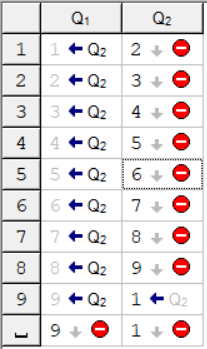 Q₁ Q₂
1 1 ← Q₂ 2 ↓
2 2 ← Q₂ 3 ↓
3 3 ← Q₂ 4 ↓
4 4 ← Q₂ 5 ↓
5 5 ← Q₂ 6 ↓
6 6 ← Q₂ 7 ↓
7 7 ← Q₂ 8 ↓
8 8 ← Q₂ 9 ↓
9 9 ← Q₂ 1 ← Q₂
⎵ 9 ↓ 1 ↓